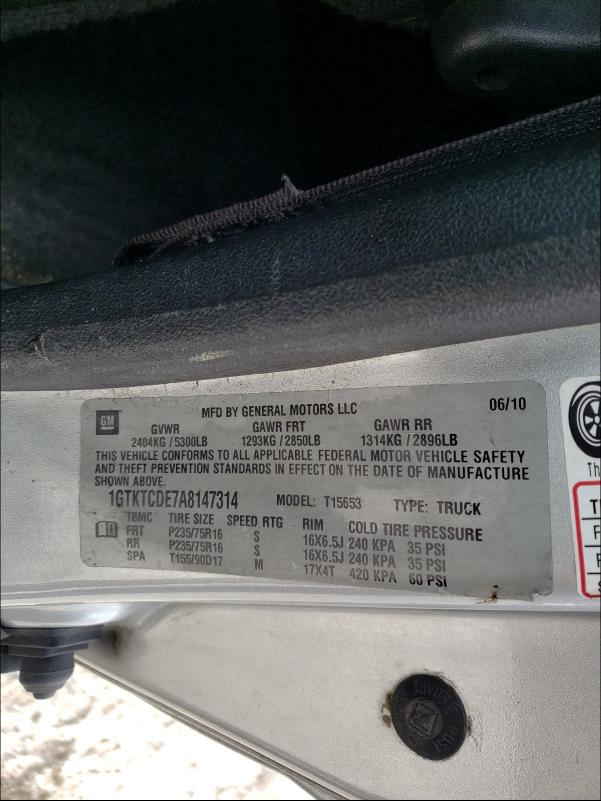 GM
MFD BY GENERAL MOTORS LLC 06/10
GVWR GAWR FRT GAWR RR
2404KG / 5300LB 1293KG / 2850LB 1314KG / 2896LB
THIS VEHICLE CONFORMS TO ALL APPLICABLE FEDERAL MOTOR VEHICLE SAFETY
AND THEFT PREVENTION STANDARDS IN EFFECT ON THE DATE OF MANUFACTURE
SHOWN ABOVE.
1GTKTCDE7A8147314 MODEL: T15653 TYPE: TRUCK
TBMC TIRE SIZE SPEED RTG RIM COLD TIRE PRESSURE
FRT P235/75R16 S 16X6.5J 240 KPA 35 PSI
RR P235/75R16 S 16X6.5J 240 KPA 35 PSI
SPA T155/90D17 M 17X4T 420 KPA 60 PSI
Th
T
F